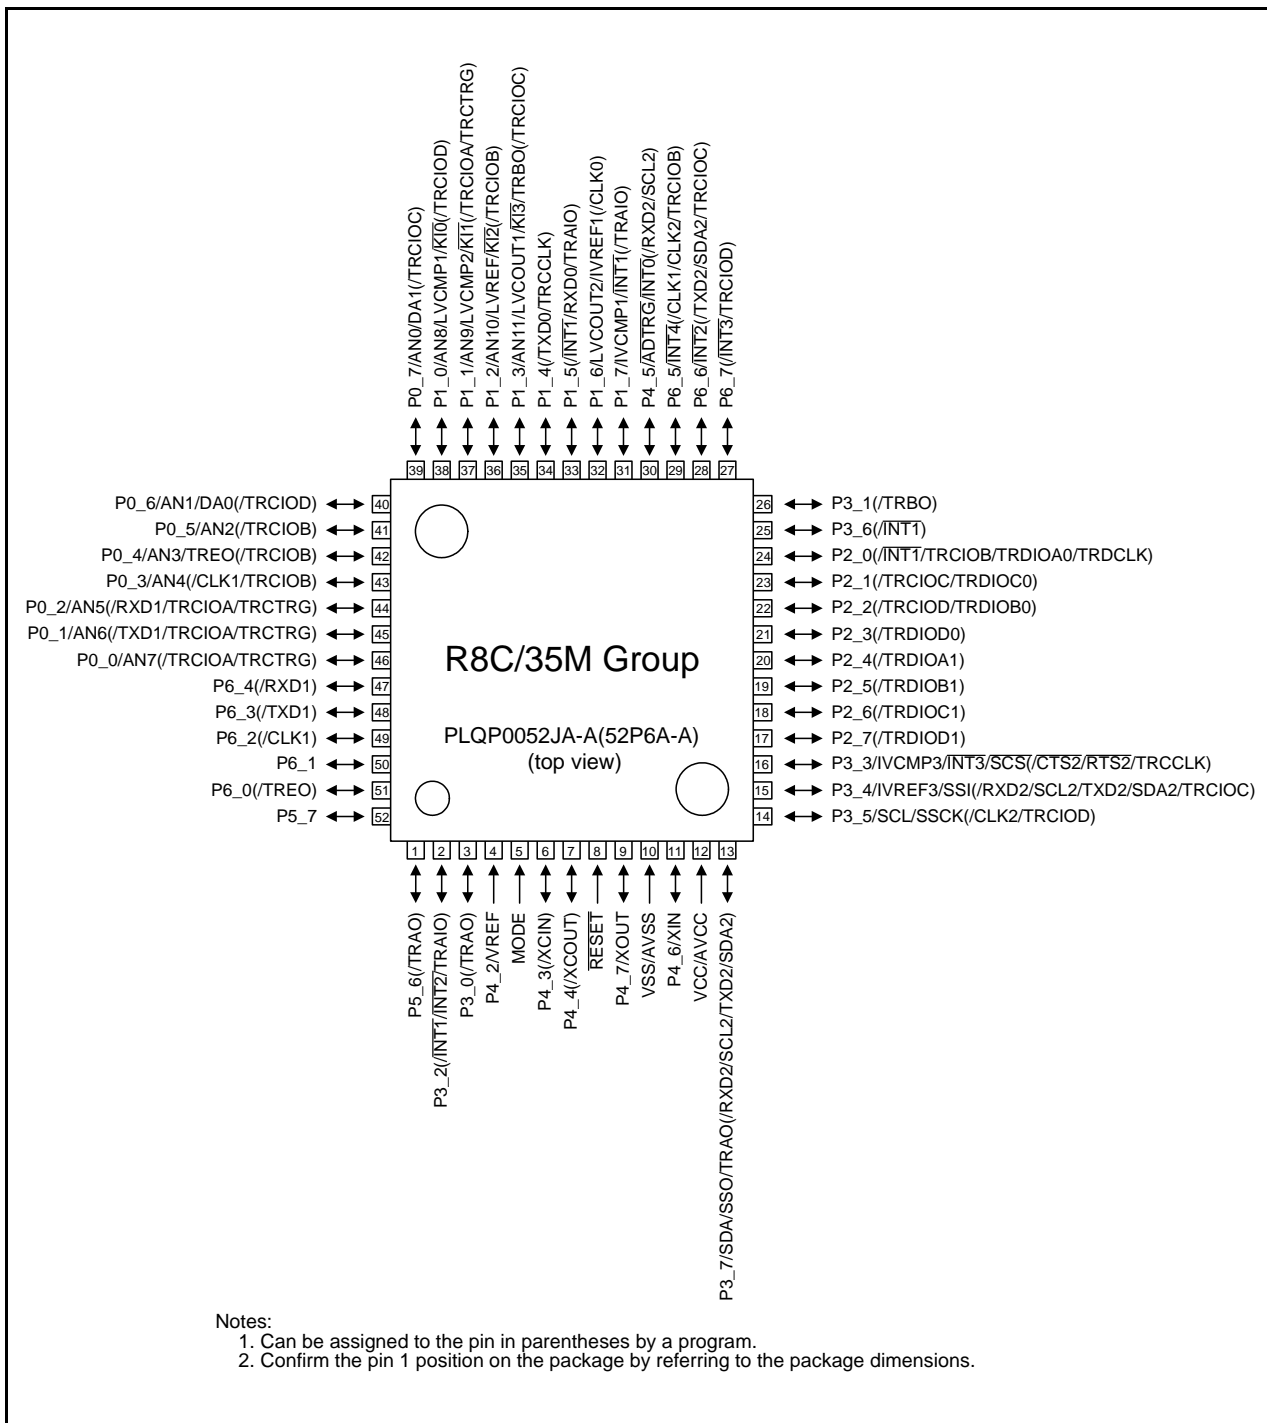 P0_7/AN0/DA1(/TRCIOC)
P1_0/AN8/LVCMP1/KI0(/TRCIOD)
P1_1/AN9/LVCMP2/KI1(/TRCIOA/TRCTRG)
P1_2/AN10/LVREF/KI2(/TRCIOB)
P1_3/AN11/LVCOUT1/KI3/TRBO(/TRCIOC)
P1_4(/TXD0/TRCCLK)
P1_5(/INT1/RXD0/TRAIO)
P1_6/LVCOUT2/IVREF1(/CLK0)
P1_7/IVCMP1/INT1(/TRAIO)
P4_5/ADTRG/INT0(/RXD2/SCL2)
P6_5/INT4(/CLK1/CLK2/TRCIOB)
P6_6/INT2(/TXD2/SDA2/TRCIOC)
P6_7(/INT3/TRCIOD)
39 38 37 36 35 34 33 32 31 30 29 28 27
P0_6/AN1/DA0(/TRCIOD) 40
P0_5/AN2(/TRCIOB) 41
P0_4/AN3/TREO(/TRCIOB) 42
P0_3/AN4(/CLK1/TRCIOB) 43
P0_2/AN5(/RXD1/TRCIOA/TRCTRG) 44
P0_1/AN6(/TXD1/TRCIOA/TRCTRG) 45
P0_0/AN7(/TRCIOA/TRCTRG) 46
P6_4(/RXD1) 47
P6_3(/TXD1) 48
P6_2(/CLK1) 49
P6_1 50
P6_0(/TREO) 51
P5_7 52
R8C/35M Group
PLQP0052JA-A(52P6A-A)
(top view)
26 P3_1(/TRBO)
25 P3_6(/INT1)
24 P2_0(/INT1/TRCIOB/TRDIOA0/TRDCLK)
23 P2_1(/TRCIOC/TRDIOC0)
22 P2_2(/TRCIOD/TRDIOB0)
21 P2_3(/TRDIOD0)
20 P2_4(/TRDIOA1)
19 P2_5(/TRDIOB1)
18 P2_6(/TRDIOC1)
17 P2_7(/TRDIOD1)
16 P3_3/IVCMP3/INT3/SCS(/CTS2/RTS2/TRCCLK)
15 P3_4/IVREF3/SSI(/RXD2/SCL2/TXD2/SDA2/TRCIOC)
14 P3_5/SCL/SSCK(/CLK2/TRCIOD)
1 2 3 4 5 6 7 8 9 10 11 12 13
P5_6(/TRAO)
P3_2(/INT1/INT2/TRAIO)
P3_0(/TRAO)
P4_2/VREF
MODE
P4_3(/XCIN)
P4_4(/XCOUT)
RESET
P4_7/XOUT
VSS/AVSS
P4_6/XIN
VCC/AVCC
P3_7/SDA/SSO/TRAO(/RXD2/SCL2/TXD2/SDA2)
Notes:
1. Can be assigned to the pin in parentheses by a program.
2. Confirm the pin 1 position on the package by referring to the package dimensions.